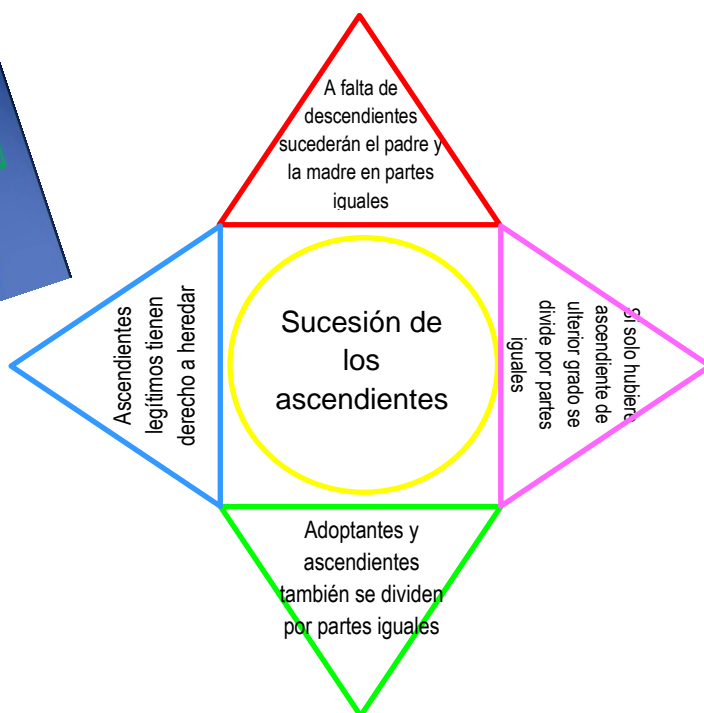 A falta de
descendientes
sucederán el padre y
la madre en partes
iguales
Ascendientes
legítimos tienen
derecho a heredar
Sucesión de
los
ascendientes
Si solo hubiere
ascendiente de
ulterior grado se
divide por partes
iguales
Adoptantes y
ascendientes
también se dividen
por partes iguales